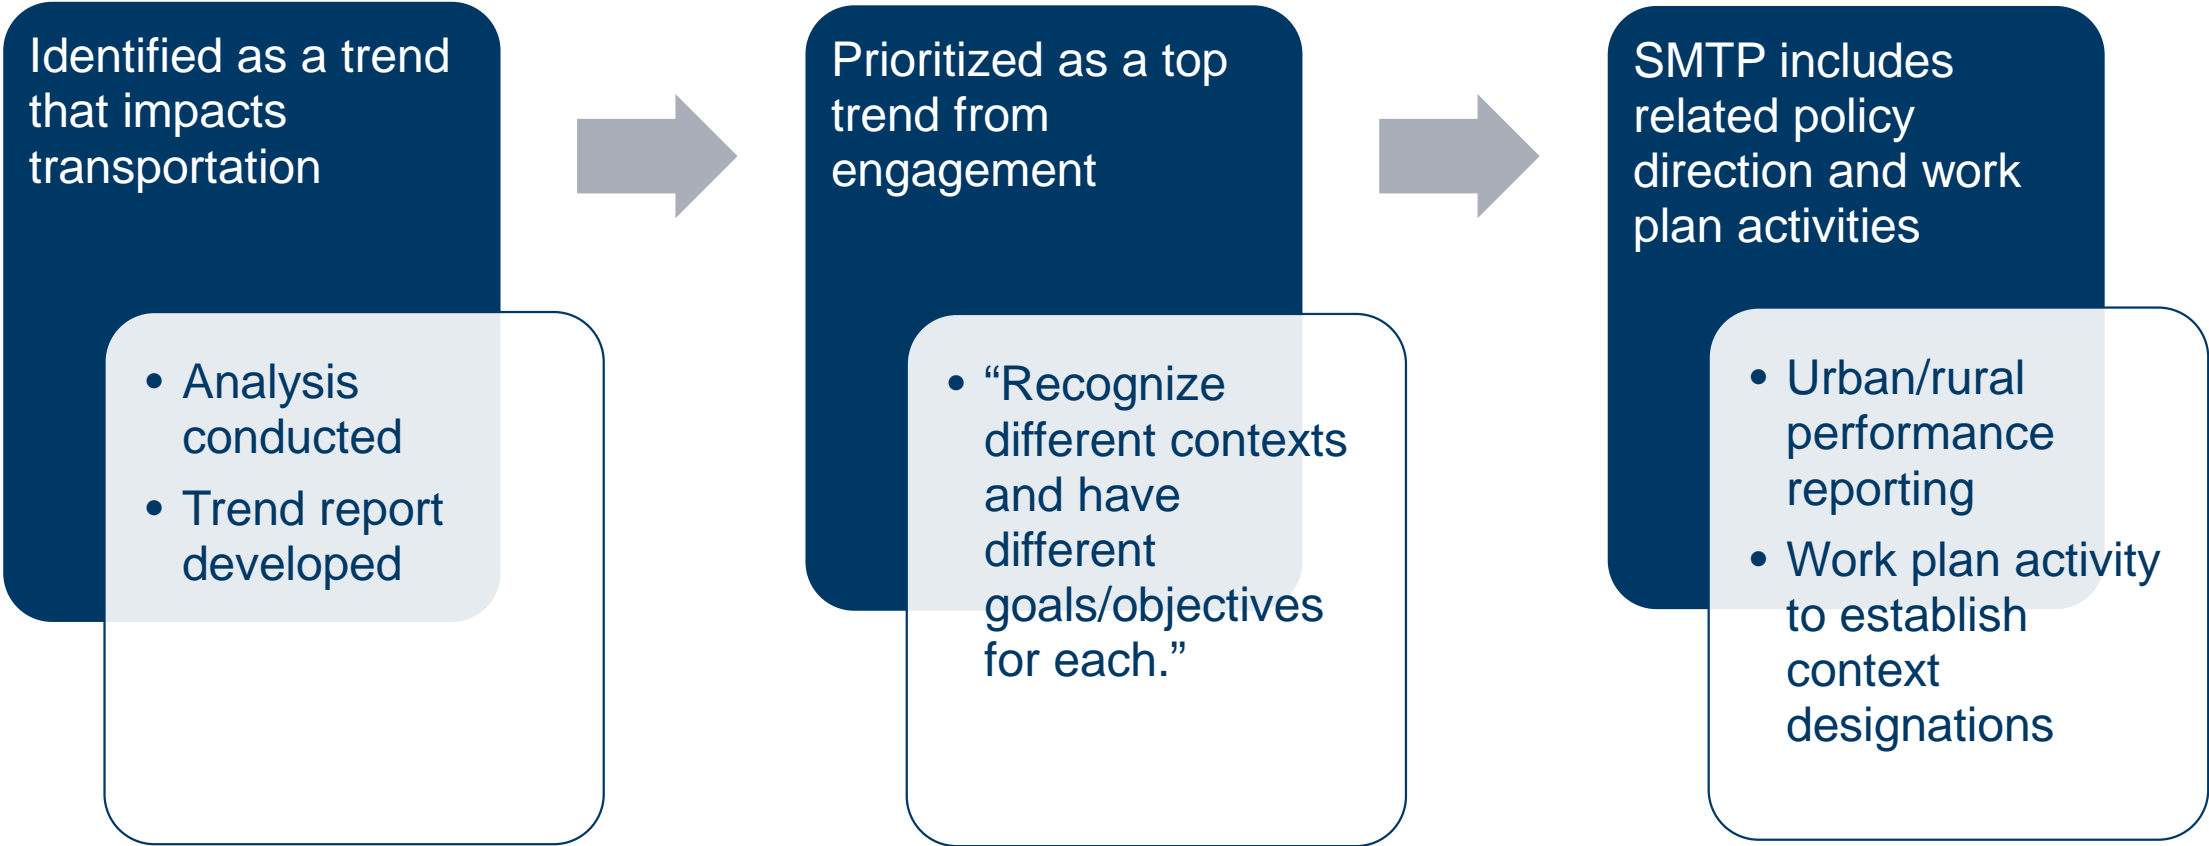 Identified as a trend
that impacts
transportation
• Analysis
conducted
• Trend report
developed
Prioritized as a top
trend from
engagement
• “Recognize
different contexts
and have
different
goals/objectives
for each.”
SMTP includes
related policy
direction and work
plan activities
• Urban/rural
performance
reporting
• Work plan activity
to establish
context
designations